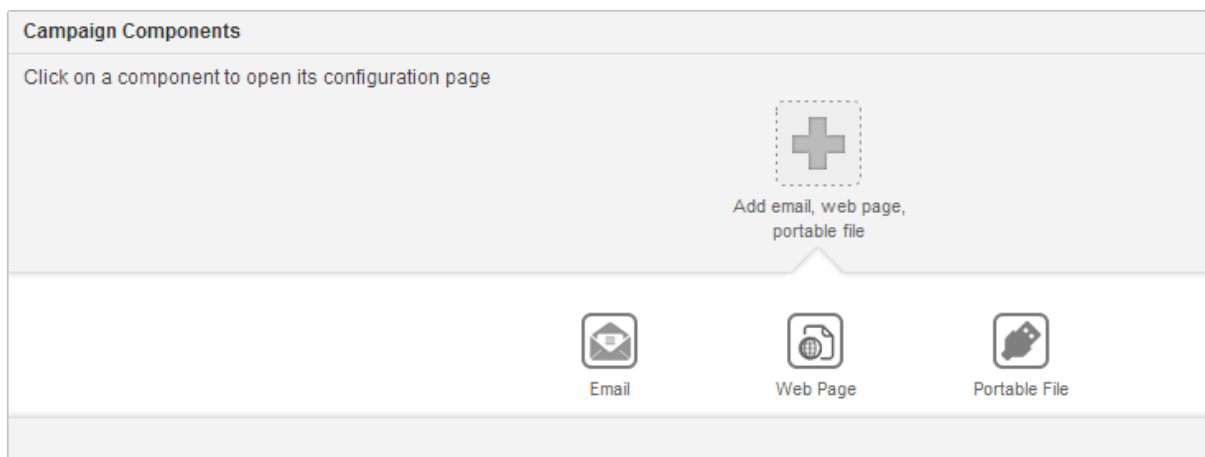 Campaign Components
Click on a component to open its configuration page
Add email, web page,
portable file
Email
Web Page
Portable File